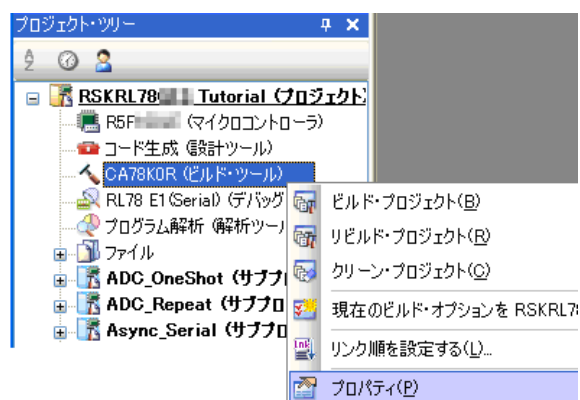 プロジェクト・ツリー
RSKRL78 Tutorial (プロジェクト
R5F (マイクロコントローラ)
コード生成 (設計ツール)
CA78K0R (ビルド・ツール)
RL78 E1(Serial) (デバッグ
プログラム解析 (解析ツー
ファイル
ADC_OneShot (サブプ
ADC_Repeat (サブプロ
Async_Serial (サブプロ
ビルド・プロジェクト(B)
リビルド・プロジェクト(R)
クリーン・プロジェクト(C)
現在のビルド・オプションを RSKRL78
リンク順を設定する(L)...
プロパティ(P)